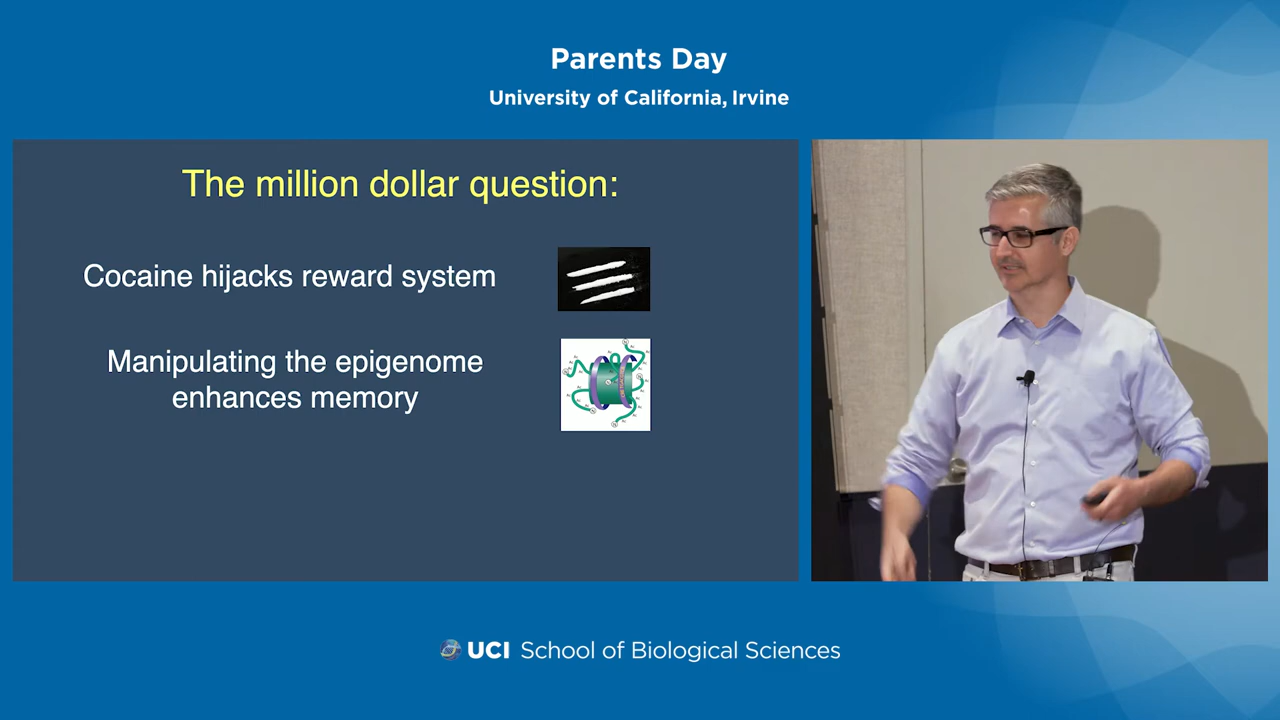 Parents Day
University of California, Irvine
The million dollar question:
Cocaine hijacks reward system
Manipulating the epigenome
enhances memory
UCI School of Biological Sciences